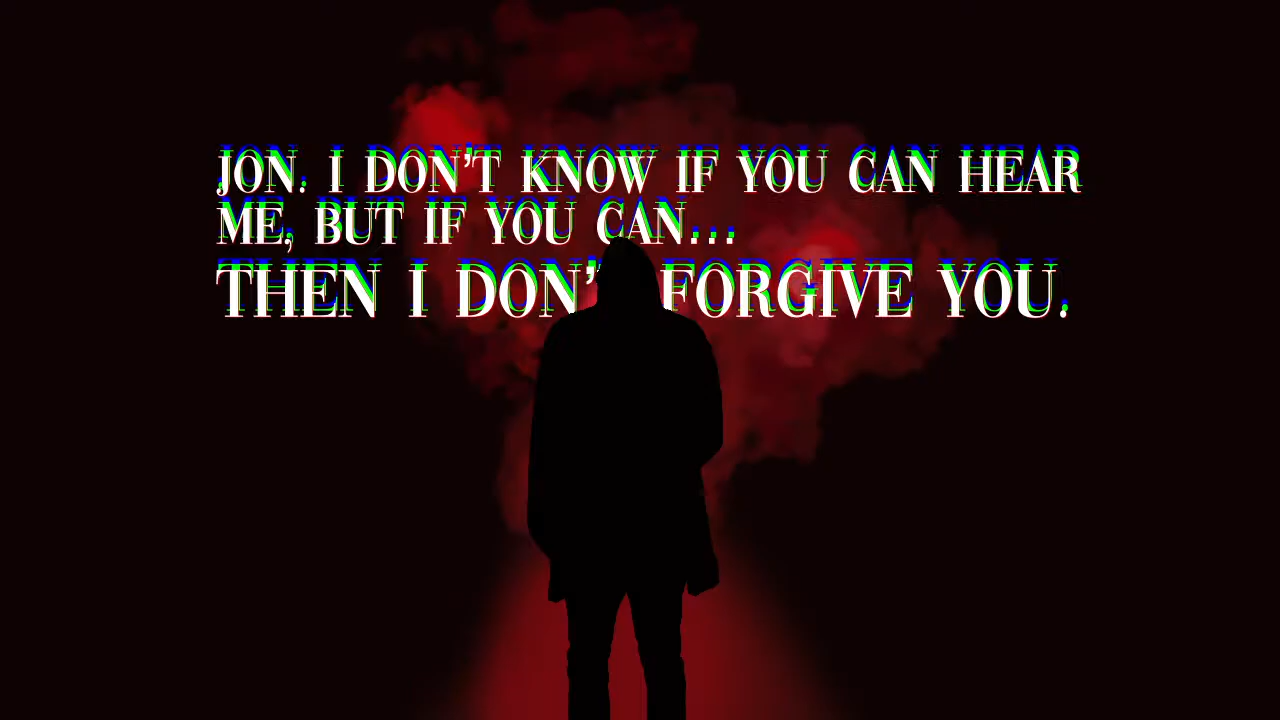 JON. I DON'T KNOW IF YOU CAN HEAR
ME, BUT IF YOU CAN...
THEN I DON' FORGIVE YOU.